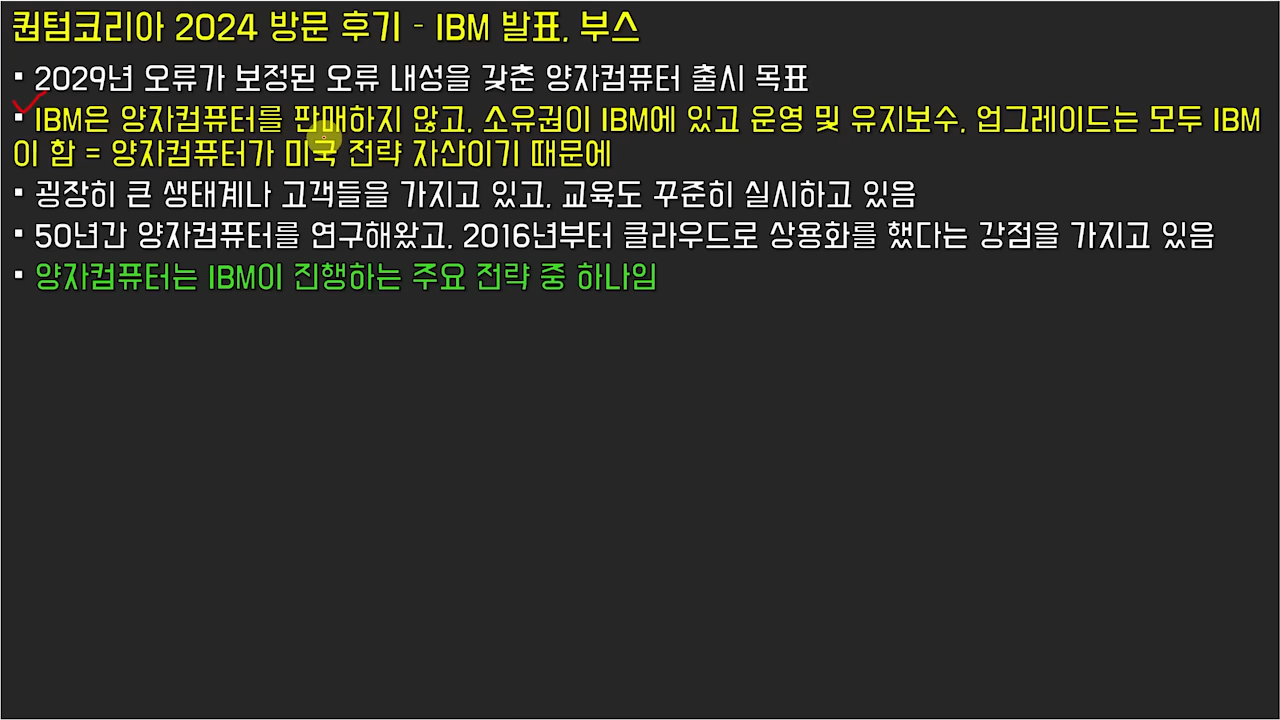 퀀텀코리아 2024 방문 후기 - IBM 발표, 부스
▪ 2029년 오류가 보정된 오류 내성을 갖춘 양자컴퓨터 출시 목표
▪ IBM은 양자컴퓨터를 판매하지 않고, 소유권이 IBM에 있고 운영 및 유지보수, 업그레이드는 모두 IBM
이 함 = 양자컴퓨터가 미국 전략 자산이기 때문에
▪ 굉장히 큰 생태계나 고객들을 가지고 있고, 교육도 꾸준히 실시하고 있음
▪ 50년간 양자컴퓨터를 연구해왔고, 2016년부터 클라우드로 상용화를 했다는 강점을 가지고 있음
▪ 양자컴퓨터는 IBM이 진행하는 주요 전략 중 하나임